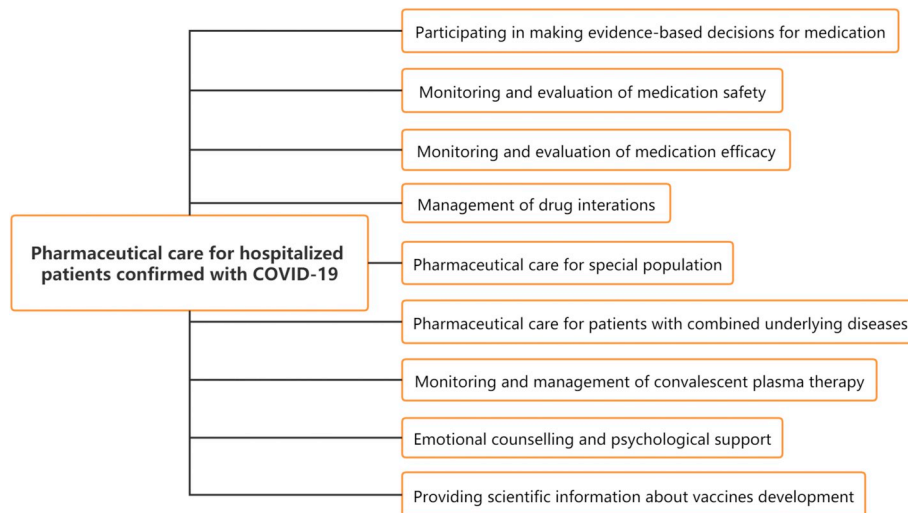 Participating in making evidence-based decisions for medication
Monitoring and evaluation of medication safety
Monitoring and evaluation of medication efficacy
Management of drug interations
Pharmaceutical care for hospitalized
patients confirmed with COVID-19
Pharmaceutical care for special population
Pharmaceutical care for patients with combined underlying diseases
Monitoring and management of convalescent plasma therapy
Emotional counselling and psychological support
Providing scientific information about vaccines development